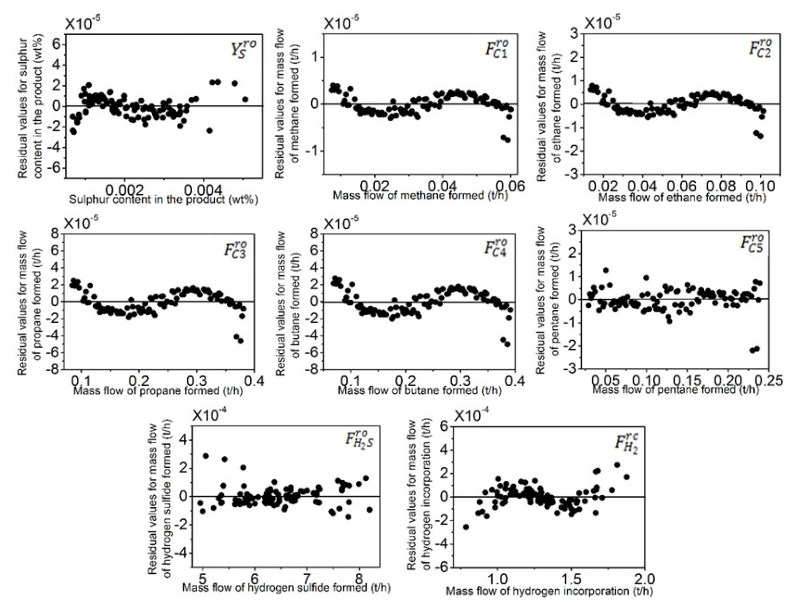 X10-5
Y_S^ro
Residual values for sulphur
content in the product (wt%)
6
4
2
0
-2
-4
-6
0.002 0.004
Sulphur content in the product (wt%)
X10-5
F_C1^ro
Residual values for mass flow
of methane formed (t/h)
1
0
-1
0.02 0.04 0.06
Mass flow of methane formed (t/h)
X10-5
F_C2^ro
Residual values for mass flow
of ethane formed (t/h)
3
2
1
0
-1
-2
-3
0.02 0.04 0.06 0.08 0.10
Mass flow of ethane formed (t/h)
X10-5
F_C3^ro
Residual values for mass flow
of propane formed (t/h)
8
6
4
2
0
-2
-4
-6
-8
0.1 0.2 0.3 0.4
Mass flow of propane formed (t/h)
X10-5
F_C4^ro
Residual values for mass flow
of butane formed (t/h)
8
6
4
2
0
-2
-4
-6
-8
0.1 0.2 0.3 0.4
Mass flow of butane formed (t/h)
X10-5
F_C5^ro
Residual values for mass flow
of pentane formed (t/h)
3
2
1
0
-1
-2
-3
0.05 0.10 0.15 0.20 0.25
Mass flow of pentane formed (t/h)
X10-4
F_H2S^ro
Residual values for mass flow
of hydrogen sulfide formed (t/h)
4
2
0
-2
-4
5 6 7 8
Mass flow of hydrogen sulfide formed (t/h)
X10-4
F_H2^rc
Residual values for mass flow
of hydrogen incorporation (t/h)
6
4
2
0
-2
-4
-6
1.0 1.5 2.0
Mass flow of hydrogen incorporation (t/h)